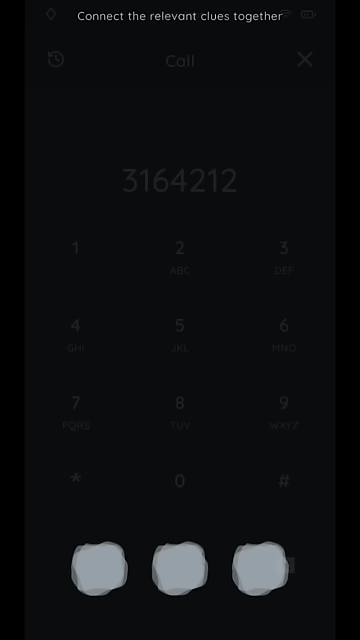 Connect the relevant clues together
Call
3164212
1 2 3
ABC DEF
4 5 6
GHI JKL MNO
7 8 9
PQRS TUV WXYZ
* 0 #